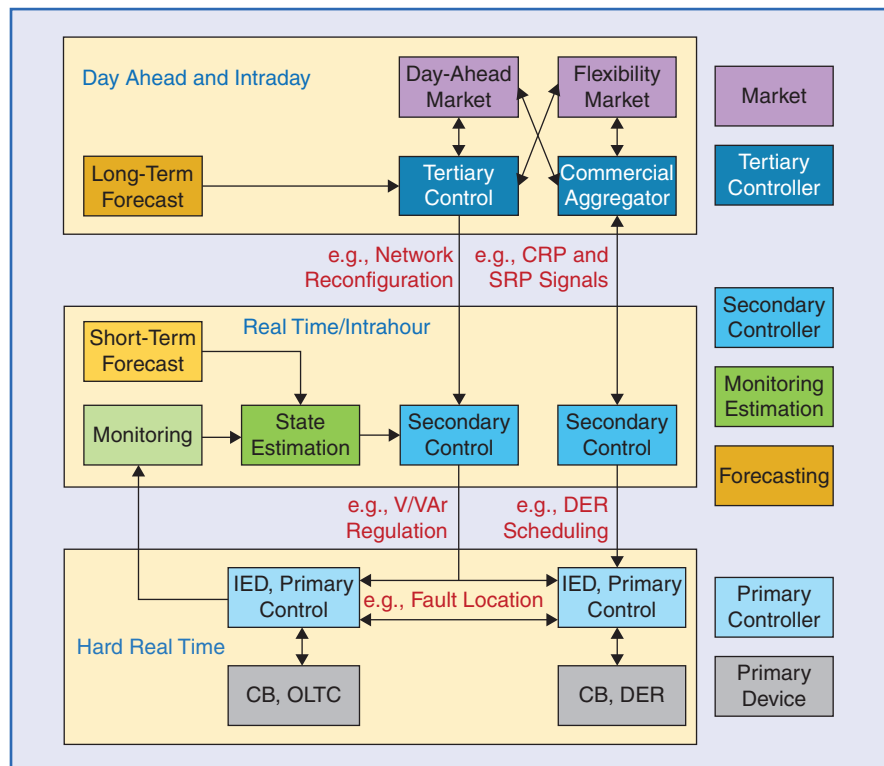 Day Ahead and Intraday
Day-Ahead
Market
Flexibility
Market
Long-Term
Forecast
Tertiary
Control
Commercial
Aggregator
e.g., Network
Reconfiguration
e.g., CRP and
SRP Signals
Real Time/Intrahour
Short-Term
Forecast
Monitoring
State
Estimation
Secondary
Control
Secondary
Control
e.g., V/VAr
Regulation
e.g., DER
Scheduling
IED, Primary
Control
e.g., Fault Location
IED, Primary
Control
Hard Real Time
CB, OLTC
CB, DER
Market
Tertiary
Controller
Secondary
Controller
Monitoring
Estimation
Forecasting
Primary
Controller
Primary
Device